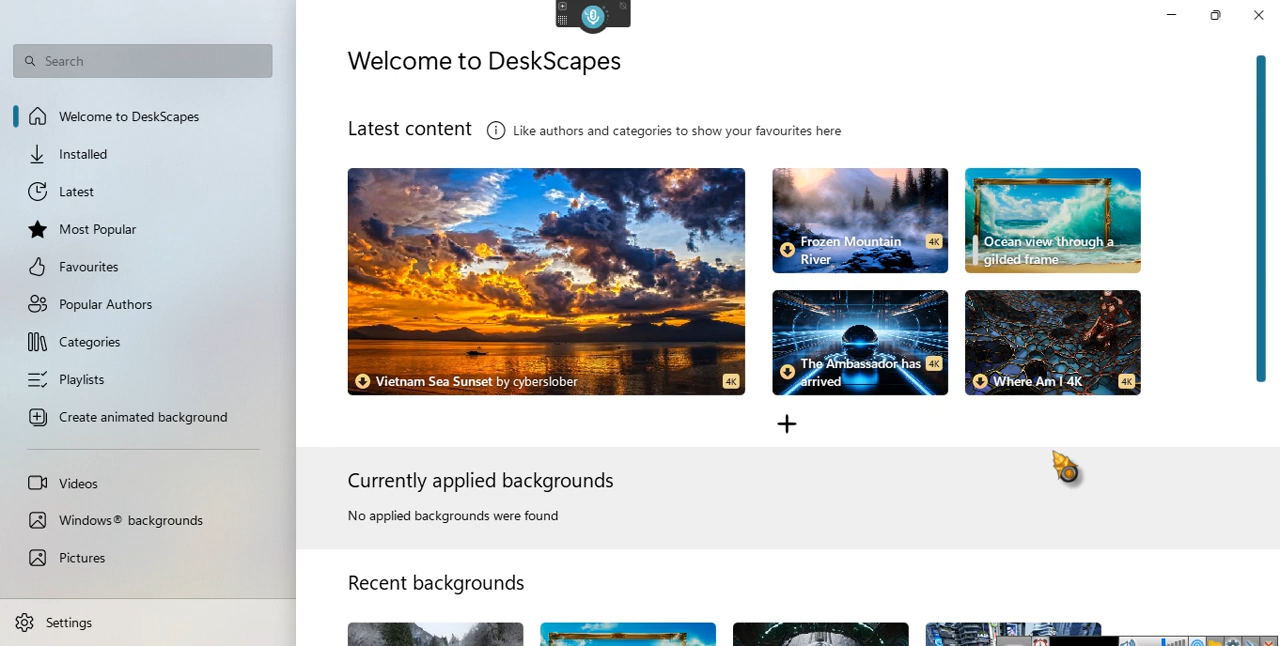 Search
Welcome to DeskScapes
Installed
Latest
Most Popular
Favourites
Popular Authors
Categories
Playlists
Create animated background
Videos
Windows® backgrounds
Pictures
Settings
Welcome to DeskScapes
Latest content
Like authors and categories to show your favourites here
Vietnam Sea Sunset by cyberslober
4K
Frozen Mountain
River
4K
Ocean view through a
gilded frame
The Ambassador has
arrived
4K
Where Am I 4K
4K
Currently applied backgrounds
No applied backgrounds were found
Recent backgrounds